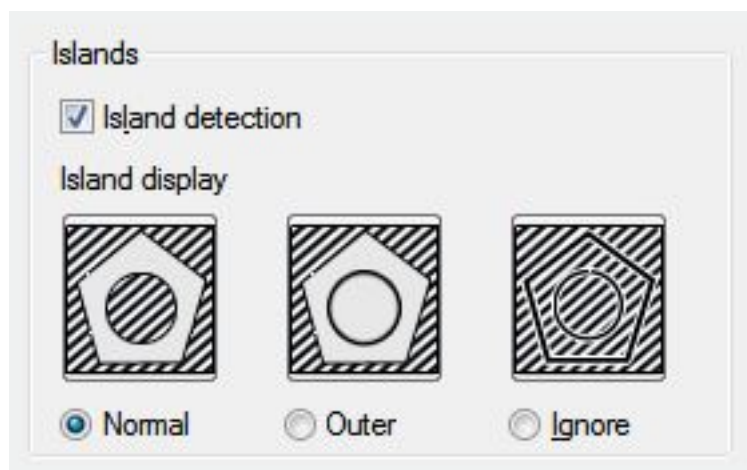 Islands
Island detection
Island display
Normal
Outer
Ignore